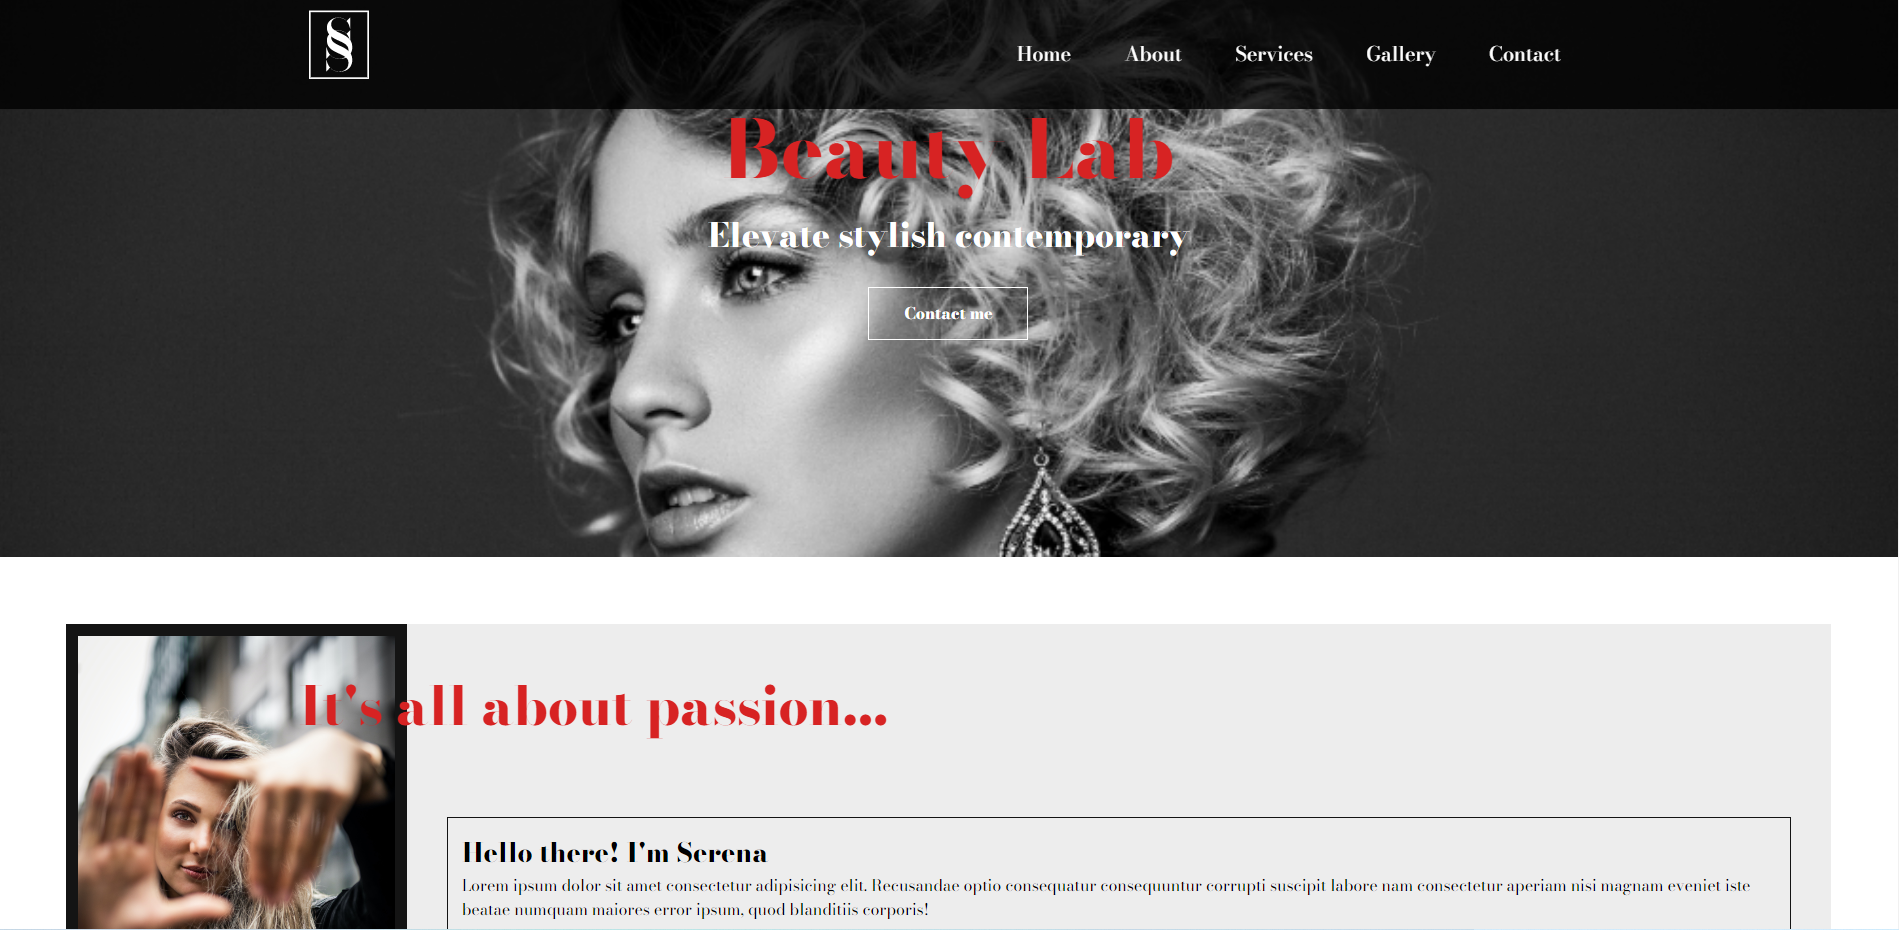 Home About Services Gallery Contact
Beauty Lab
Elevate stylish contemporary
Contact me
It's all about passion...
Hello there! I'm Serena
Lorem ipsum dolor sit amet consectetur adipisicing elit. Recusandae optio consequatur consequuntur corrupti suscipit labore nam consectetur aperiam nisi magnam eveniet iste
beatae numquam maiores error ipsum, quod blanditiis corporis!